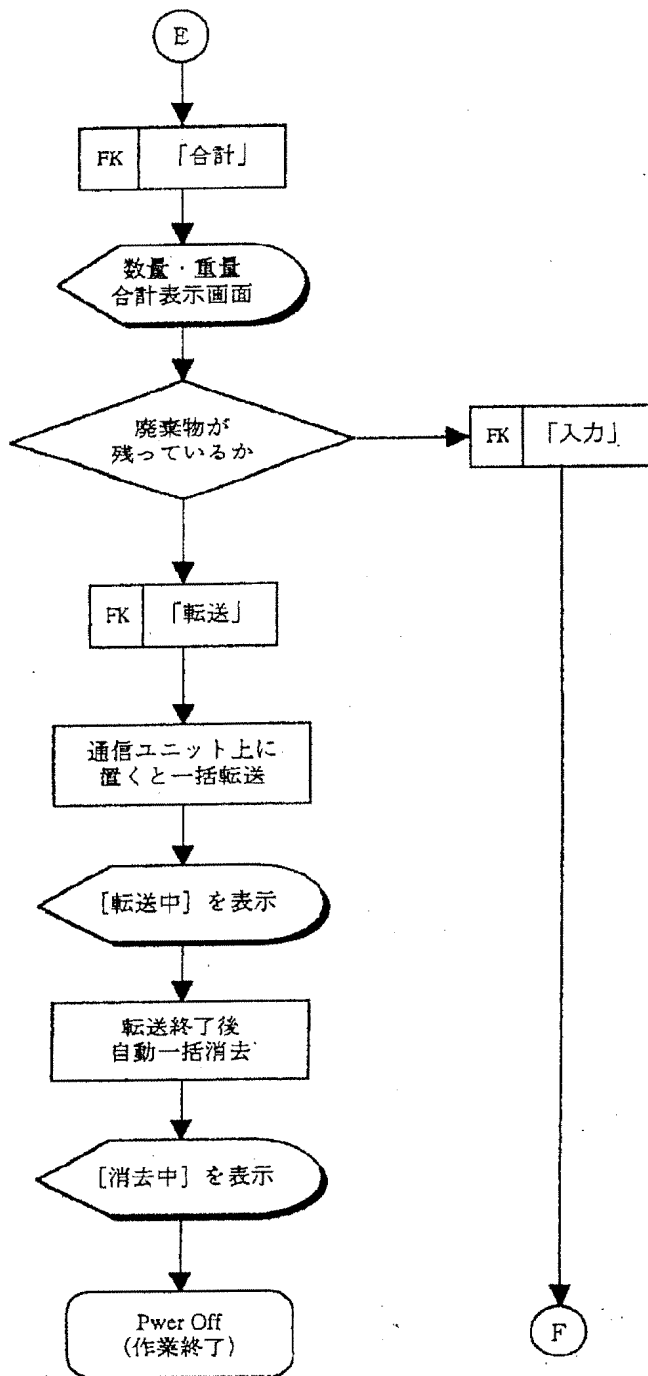 E
FK 「合計」
数量・重量
合計表示画面
廃棄物が
残っているか
FK 「入力」
FK 「転送」
通信ユニット上に
置くと一括転送
[転送中] を表示
転送終了後
自動一括消去
[消去中] を表示
Pwer Off
(作業終了)
F